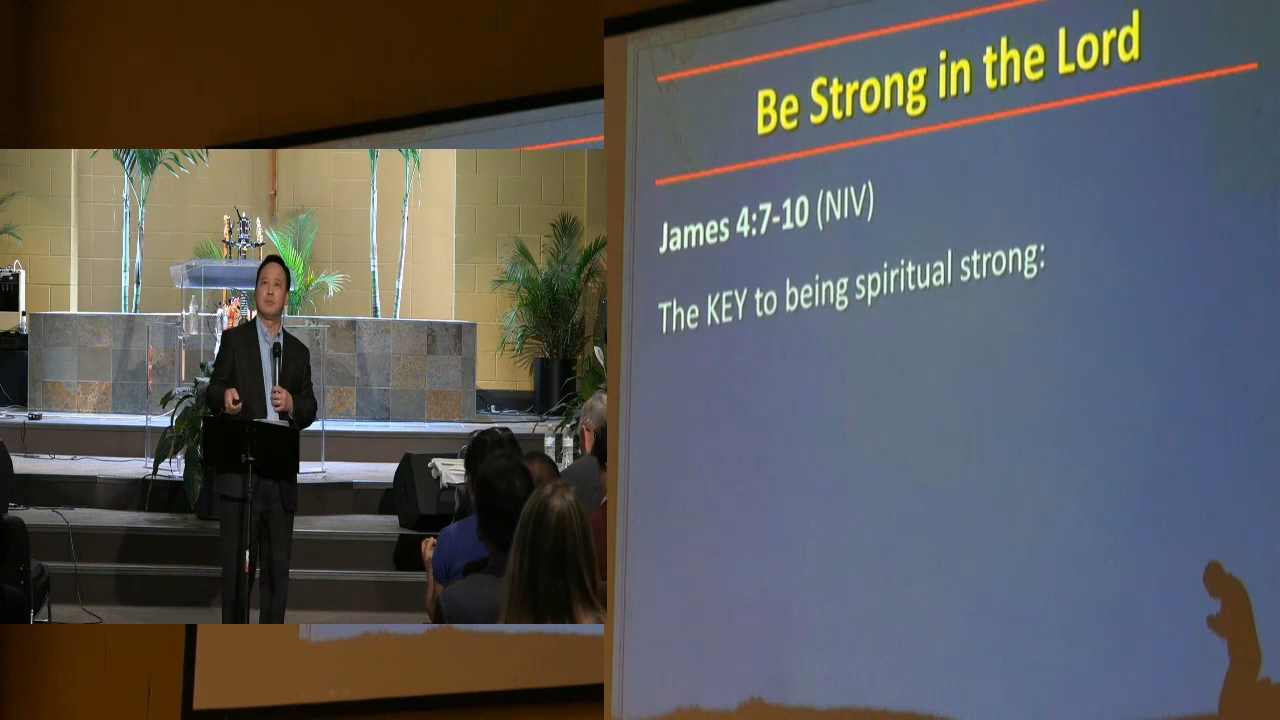 Be Strong in the Lord
James 4:7-10 (NIV)
The KEY to being spiritual strong: